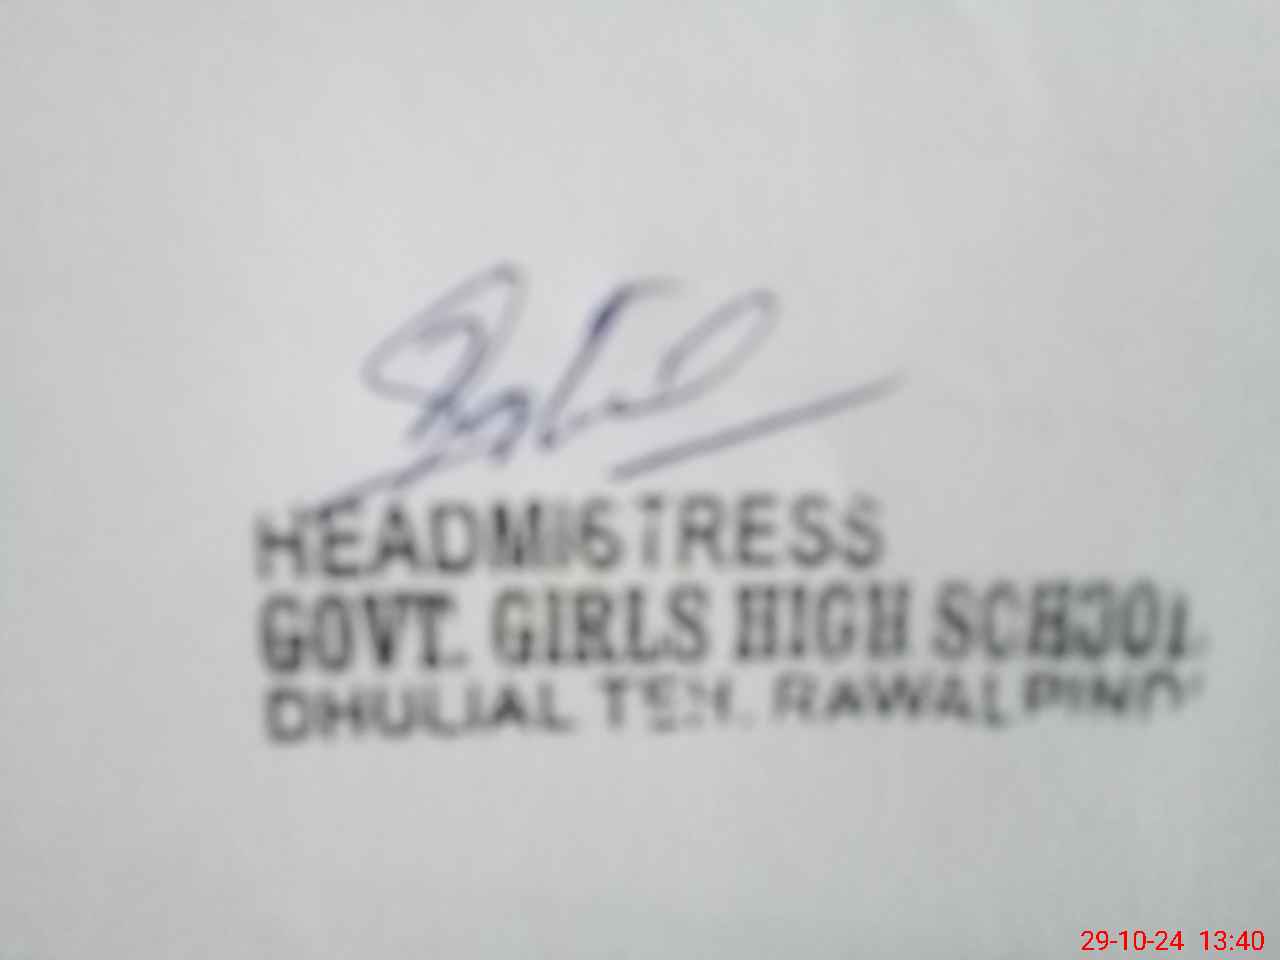 HEADMISTRESS
GOVT. GIRLS HIGH SCHOOL
DHULIAL TEH. RAWALPINDI
29-10-24 13:40